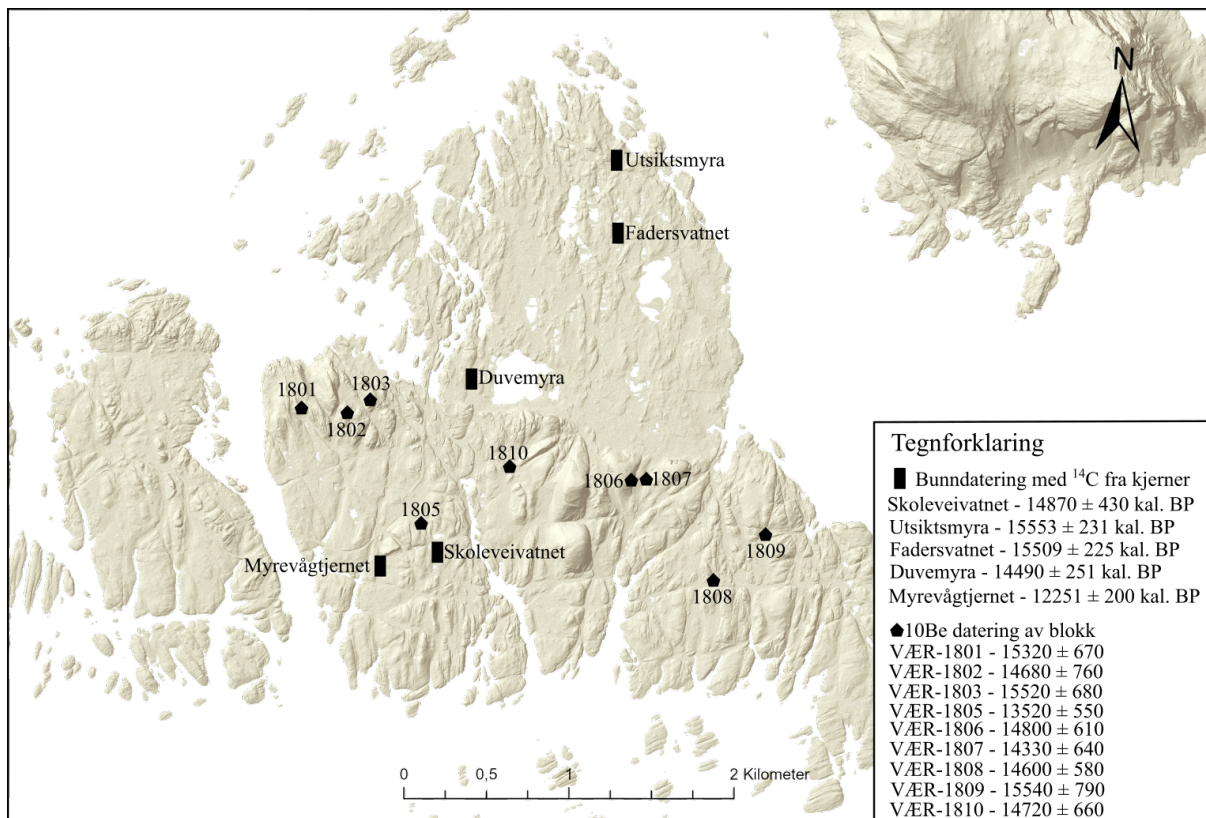 N
Utsiktsmyra
Fadersvatnet
Duvemyra
1801
1803
1802
1810
1806
1807
1805
Skoleveivatnet
Myrevågtjernet
1809
1808
0 0,5 1 2 Kilometer
Tegnforklaring
Bunndatering med ¹⁴C fra kjerner
Skoleveivatnet - 14870 ± 430 kal. BP
Utsiktsmyra - 15553 ± 231 kal. BP
Fadersvatnet - 15509 ± 225 kal. BP
Duvemyra - 14490 ± 251 kal. BP
Myrevågtjernet - 12251 ± 200 kal. BP
10Be datering av blokk
VÆR-1801 - 15320 ± 670
VÆR-1802 - 14680 ± 760
VÆR-1803 - 15520 ± 680
VÆR-1805 - 13520 ± 550
VÆR-1806 - 14800 ± 610
VÆR-1807 - 14330 ± 640
VÆR-1808 - 14600 ± 580
VÆR-1809 - 15540 ± 790
VÆR-1810 - 14720 ± 660